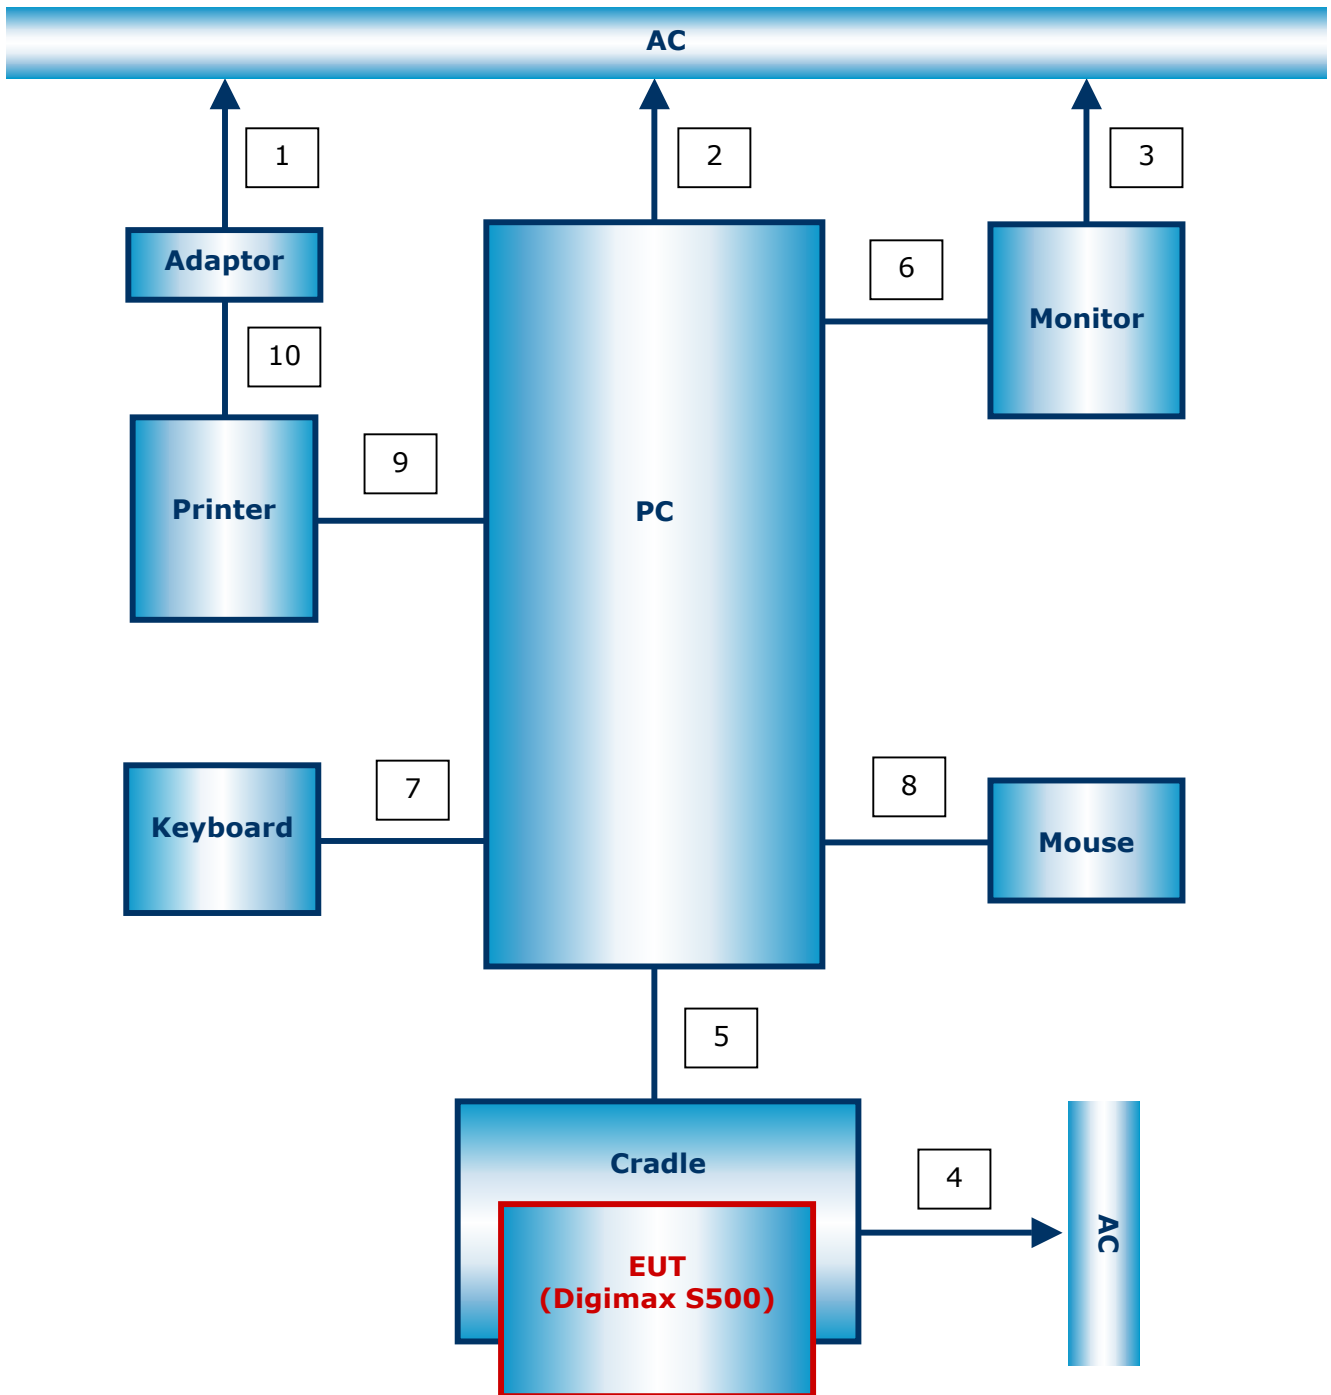 AC
1
2
3
Adaptor
6
Monitor
10
9
Printer
PC
7
8
Keyboard
Mouse
5
Cradle
4
AC
EUT
(Digimax S500)